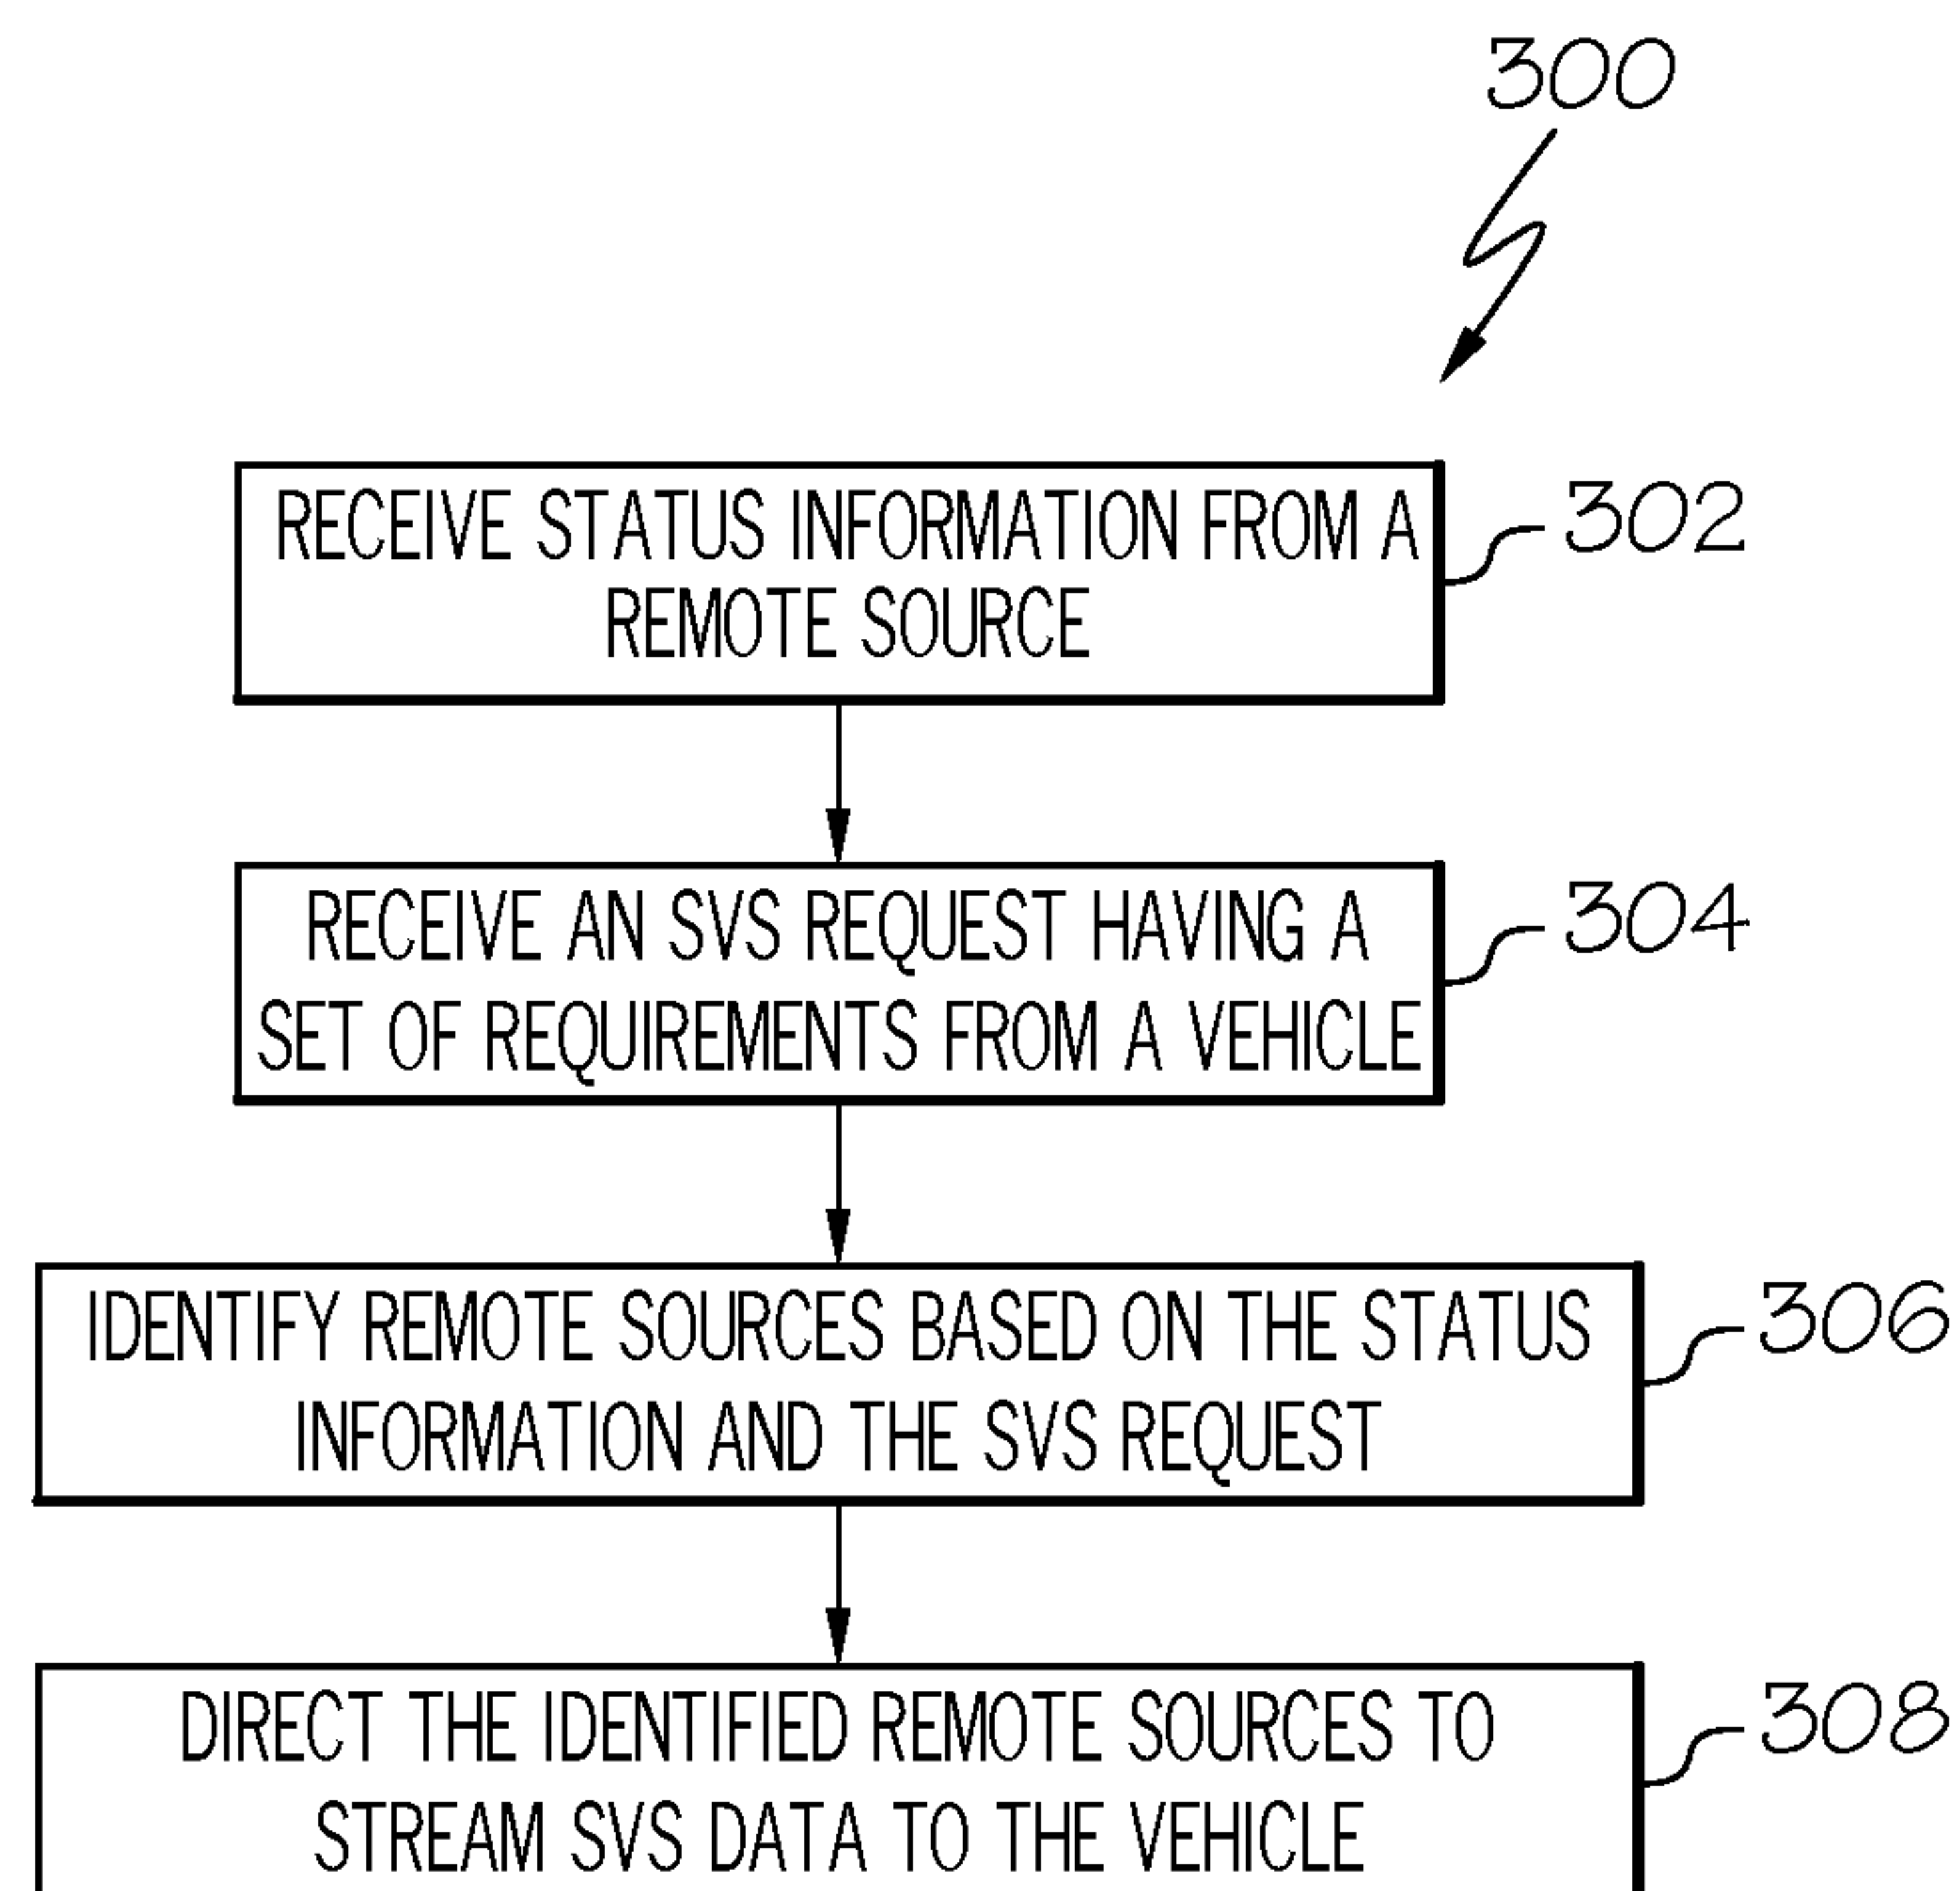 300
RECEIVE STATUS INFORMATION FROM A
REMOTE SOURCE
302
RECEIVE AN SVS REQUEST HAVING A
SET OF REQUIREMENTS FROM A VEHICLE
304
IDENTIFY REMOTE SOURCES BASED ON THE STATUS
INFORMATION AND THE SVS REQUEST
306
DIRECT THE IDENTIFIED REMOTE SOURCES TO
STREAM SVS DATA TO THE VEHICLE
308